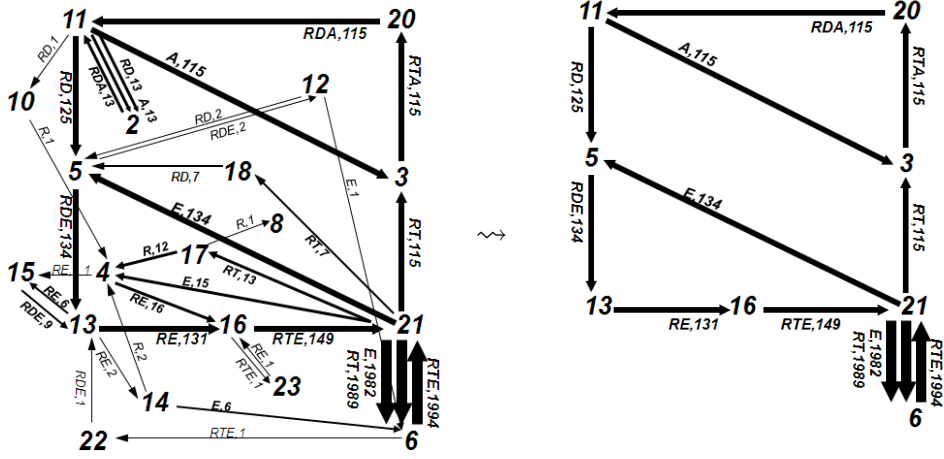 11
20
RDA,115
RD,1
RD,125
RDA,13
RD,13
A,13
A,115
RTA,115
10
12
2
R,1
RD,2
RDE,2
5
18
3
RD,7
E,1
RDE,134
E,134
R,1
8
RT,7
RT,115
15
RE,
1
4
R,12
17
RT,13
E,15
RE,6
RDE,9
13
RE,16
16
21
RE,131
RTE,149
RE,2
R,2
RE,1
RTE,1
23
E,1982
RT,1989
RTE,1994
RDE,1
14
E,6
22
RTE,1
6
11
20
RDA,115
RD,125
A,115
RTA,115
5
3
RDE,134
E,134
RT,115
13
16
21
RE,131
RTE,149
E,1982
RT,1989
RTE,1994
6